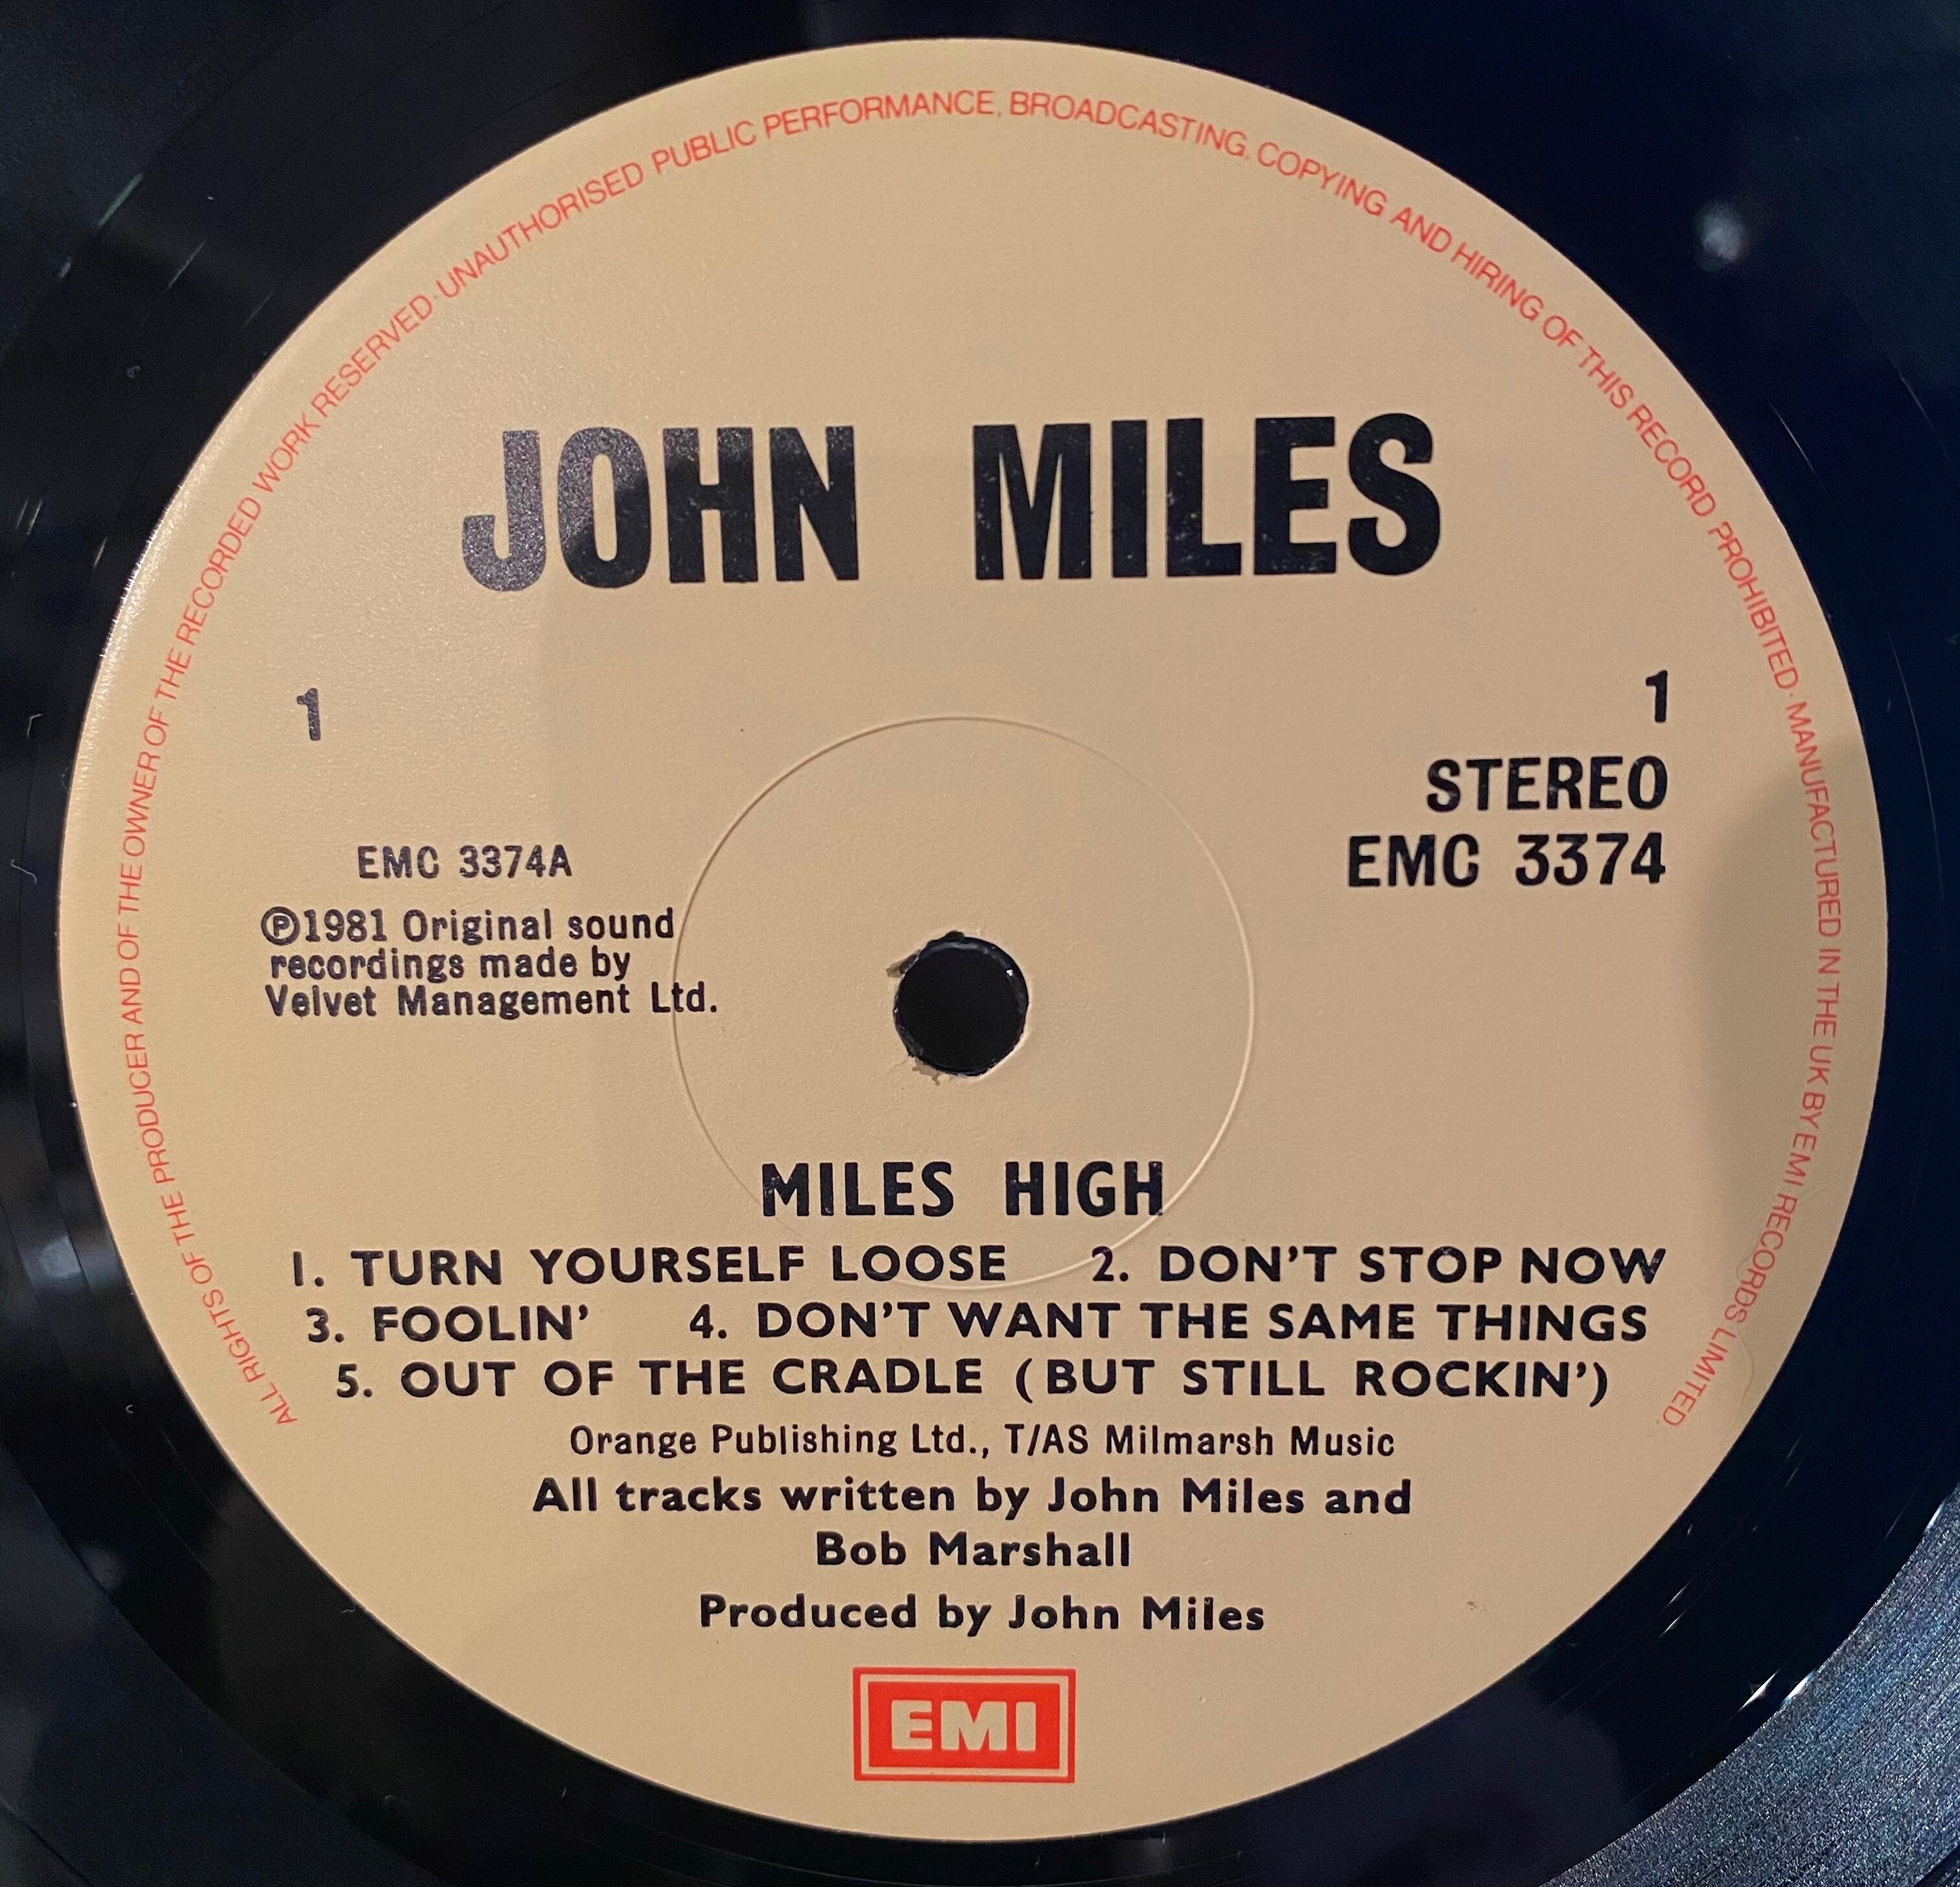 ALL RIGHTS OF THE PRODUCER AND OF THE OWNER OF THE RECORDED WORK RESERVED · UNAUTHORISED PUBLIC PERFORMANCE, BROADCASTING, COPYING AND HIRING OF THIS RECORD PROHIBITED · MANUFACTURED IN THE UK BY EMI RECORDS LIMITED.
JOHN MILES
1
1
STEREO
EMC 3374
EMC 3374A
Ⓟ1981 Original sound
recordings made by
Velvet Management Ltd.
MILES HIGH
1. TURN YOURSELF LOOSE 2. DON'T STOP NOW
3. FOOLIN' 4. DON'T WANT THE SAME THINGS
5. OUT OF THE CRADLE (BUT STILL ROCKIN')
Orange Publishing Ltd., T/AS Milmarsh Music
All tracks written by John Miles and
Bob Marshall
Produced by John Miles
EMI